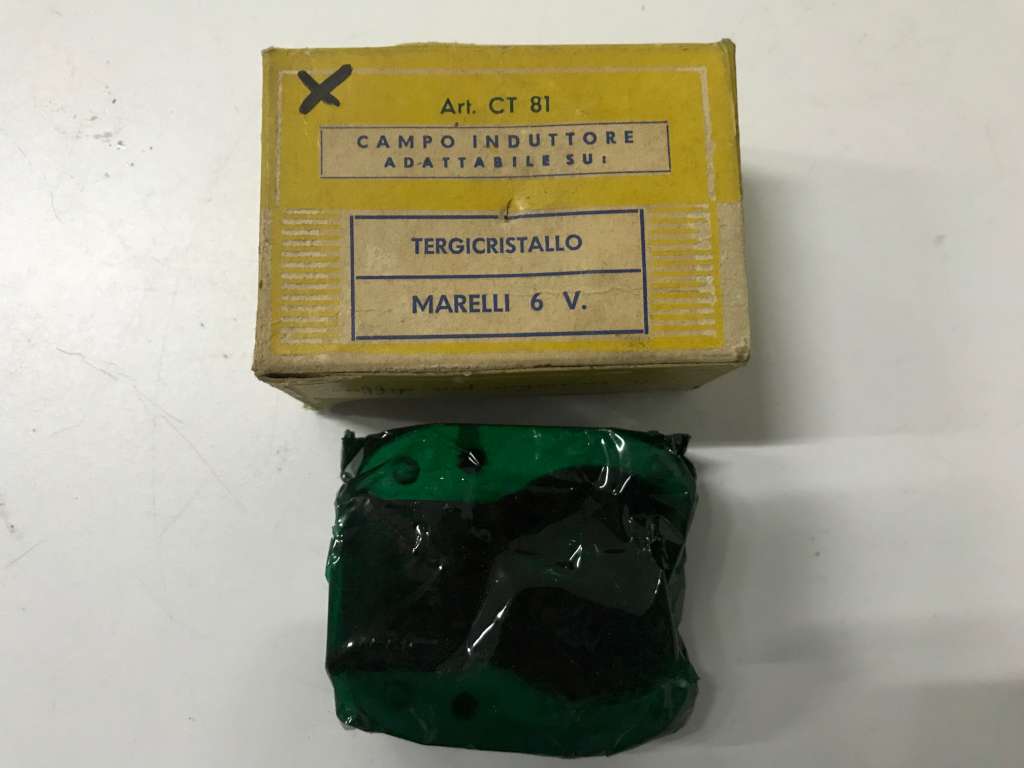 Art. CT 81
CAMPO INDUTTORE
ADATTABILE SU:
TERGICRISTALLO
MARELLI 6 V.